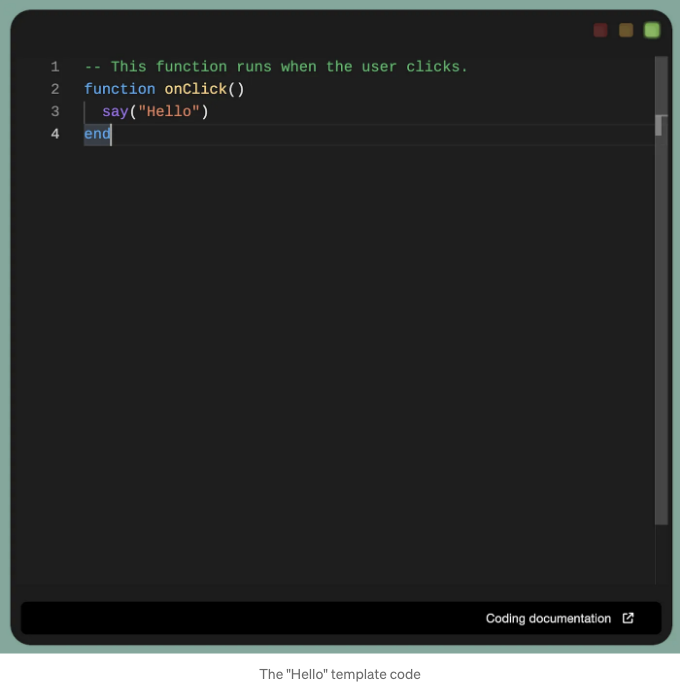 1 -- This function runs when the user clicks.
2 function onClick()
3   say("Hello")
4 end
Coding documentation
The "Hello" template code